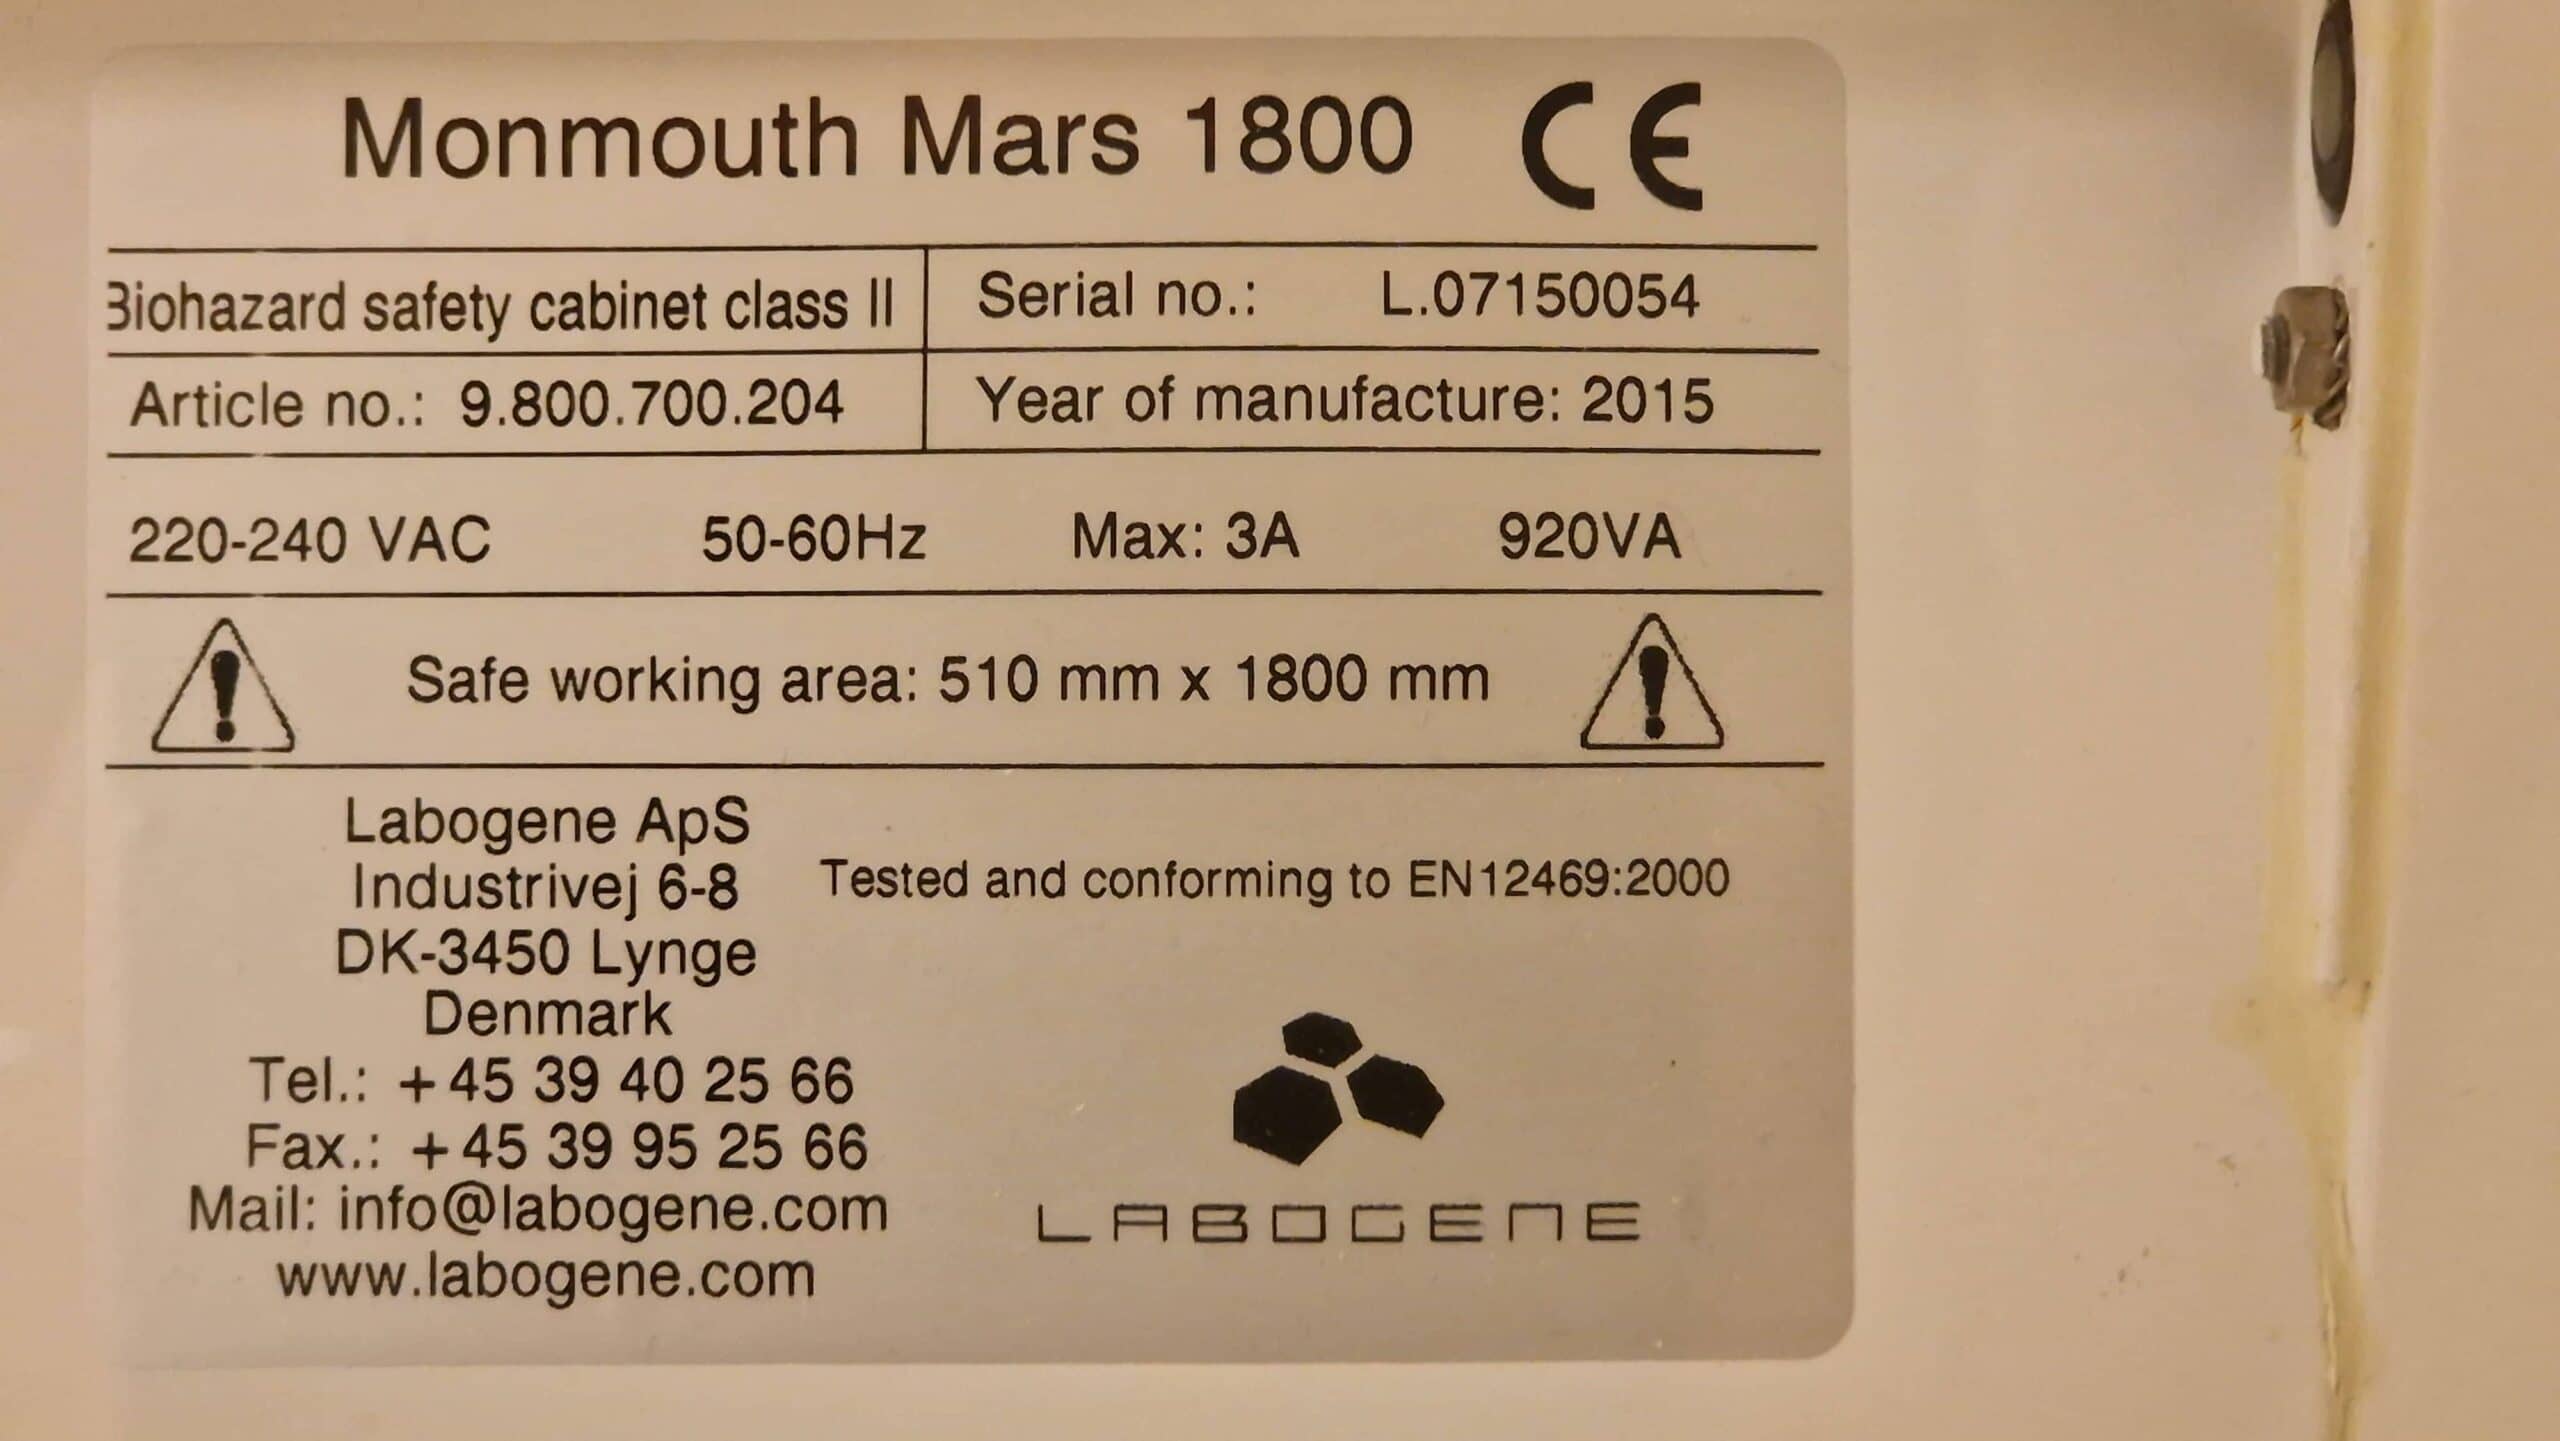 Monmouth Mars 1800 CE
Biohazard safety cabinet class II Serial no.: L.07150054
Article no.: 9.800.700.204 Year of manufacture: 2015
220-240 VAC 50-60Hz Max: 3A 920VA
Safe working area: 510 mm x 1800 mm
Labogene ApS
Industrivej 6-8
DK-3450 Lynge
Denmark
Tel.: +45 39 40 25 66
Fax.: +45 39 95 25 66
Mail: info@labogene.com
www.labogene.com
Tested and conforming to EN12469:2000
LABOGENE